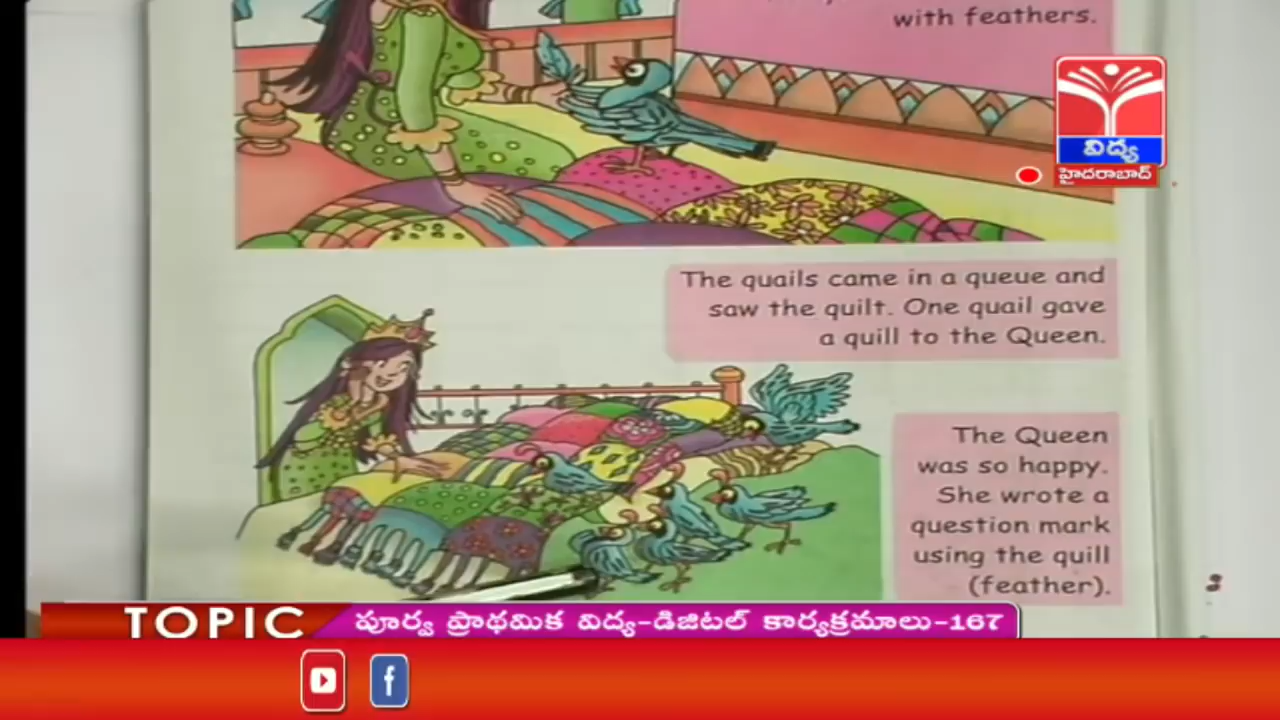 with feathers.
విద్య
హైదరాబాద్
The quails came in a queue and
saw the quilt. One quail gave
a quill to the Queen.
The Queen
was so happy.
She wrote a
question mark
using the quill
(feather).
TOPIC
పూర్వ ప్రాథమిక విద్య-డిజిటల్ కార్యక్రమాలు-167